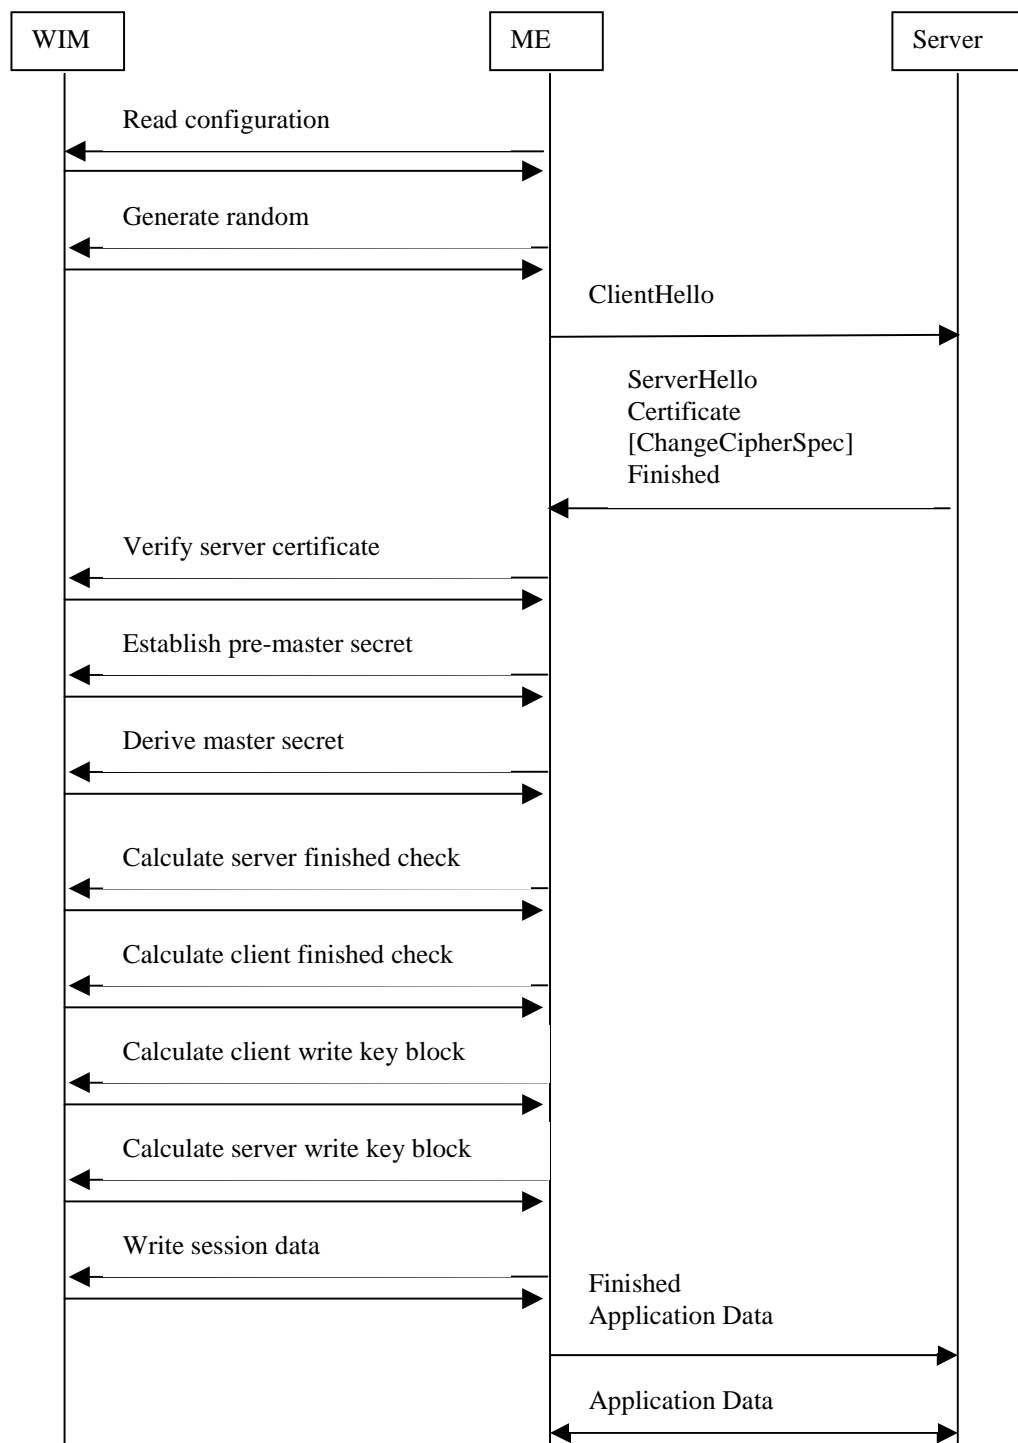 WIM
ME
Server
Read configuration
Generate random
ClientHello
ServerHello
Certificate
[ChangeCipherSpec]
Finished
Verify server certificate
Establish pre-master secret
Derive master secret
Calculate server finished check
Calculate client finished check
Calculate client write key block
Calculate server write key block
Write session data
Finished
Application Data
Application Data